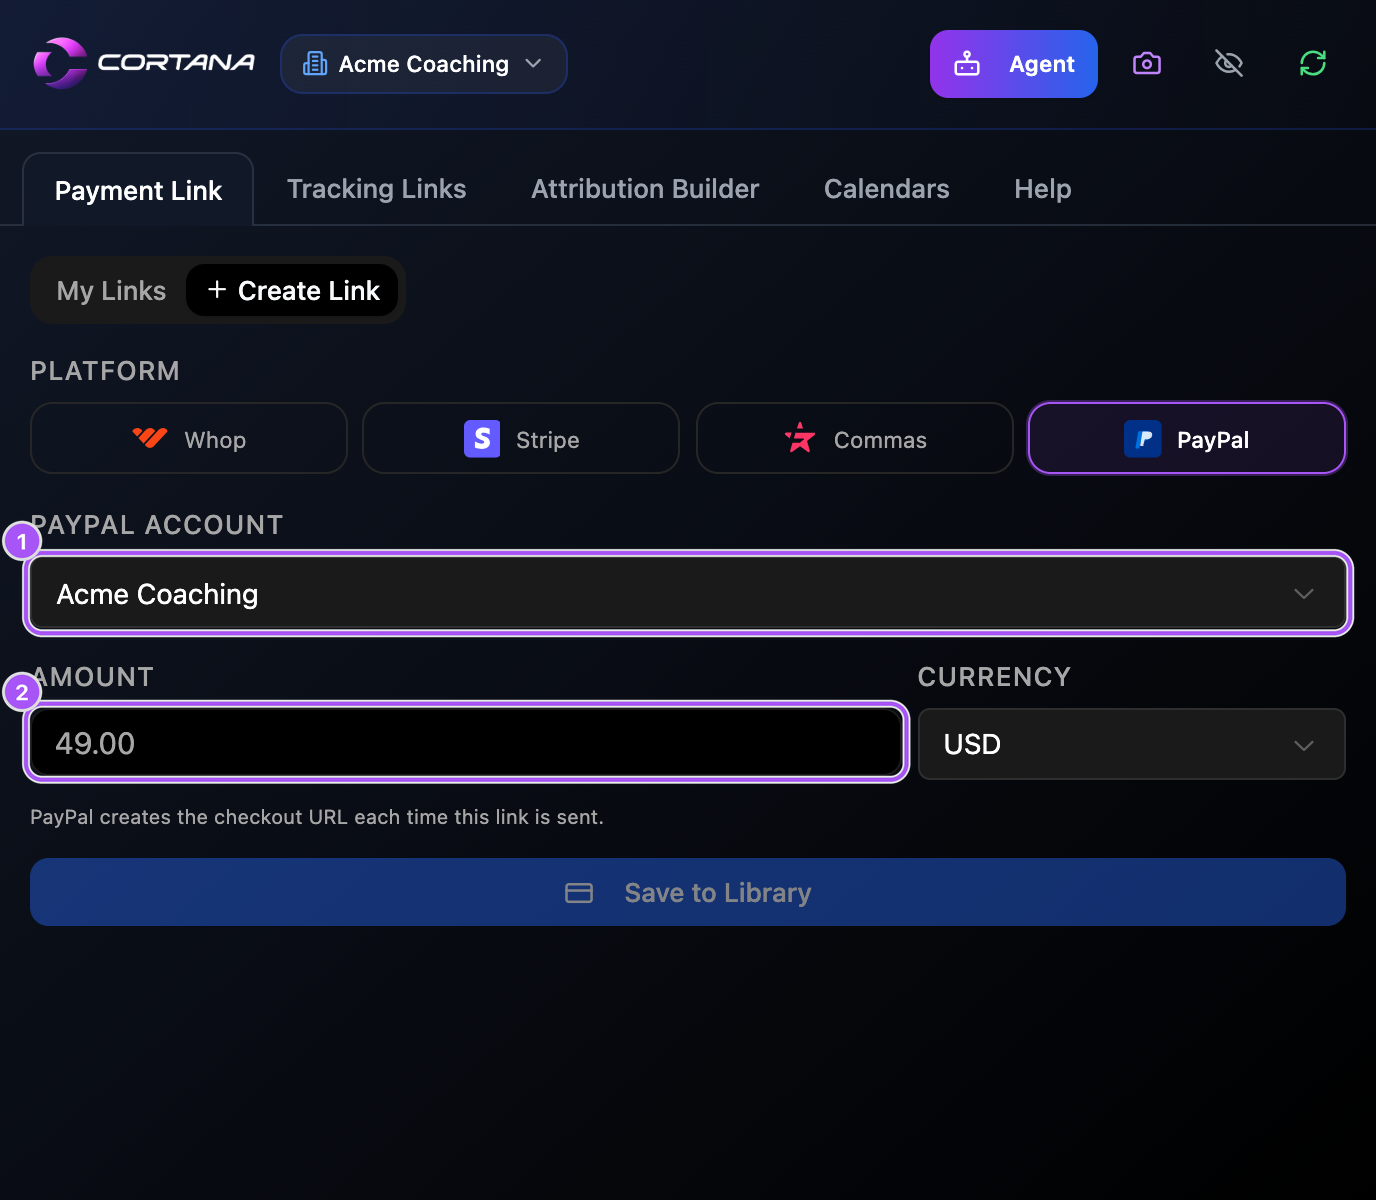 CORTANA
Acme Coaching
Agent
Payment Link
Tracking Links
Attribution Builder
Calendars
Help
My Links
+ Create Link
PLATFORM
Whop
S Stripe
Commas
P PayPal
1
PAYPAL ACCOUNT
Acme Coaching
2
AMOUNT
CURRENCY
49.00
USD
PayPal creates the checkout URL each time this link is sent.
Save to Library